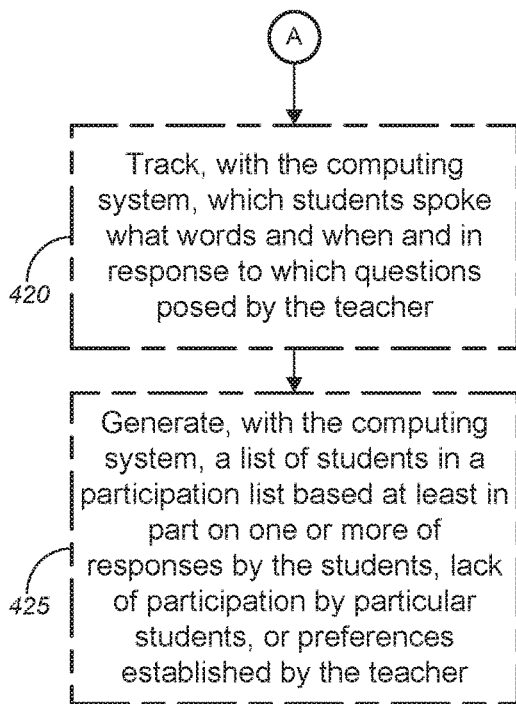 A
Track, with the computing
system, which students spoke
what words and when and in
response to which questions
posed by the teacher
420
Generate, with the computing
system, a list of students in a
participation list based at least in
part on one or more of
responses by the students, lack
of participation by particular
students, or preferences
established by the teacher
425